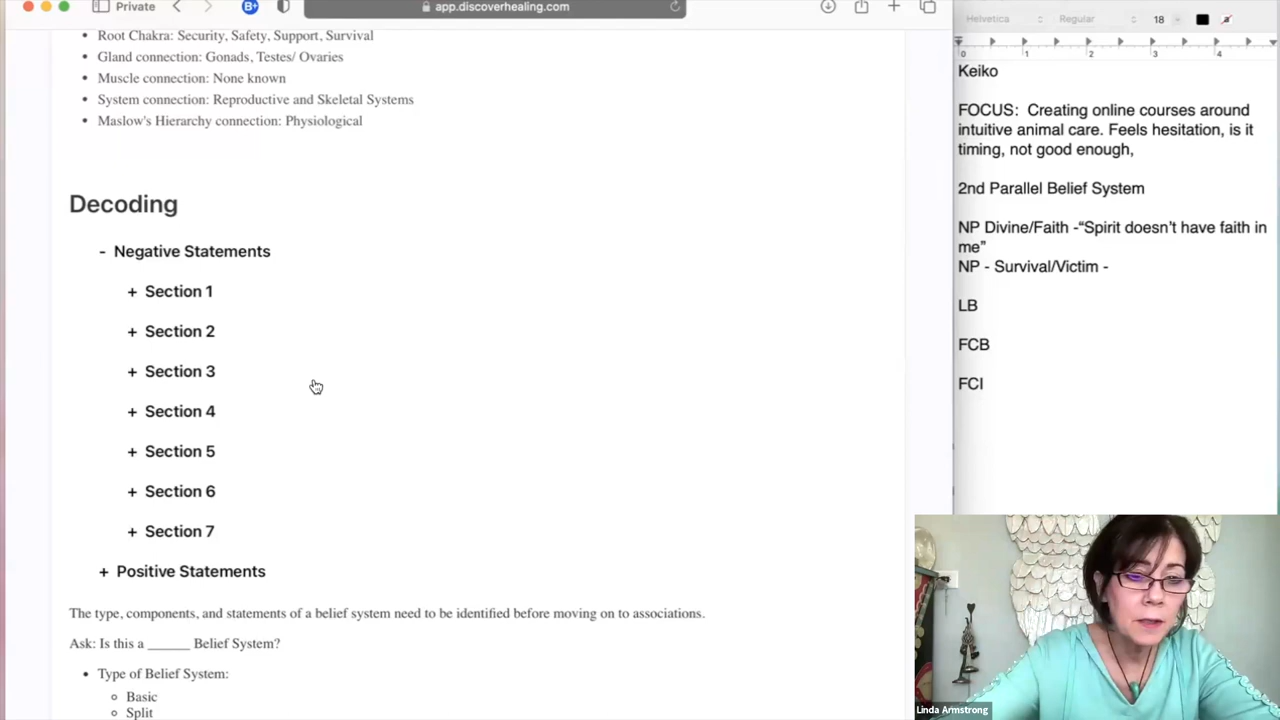 Private
B+
app.discoverhealing.com
Root Chakra: Security, Safety, Support, Survival
Gland connection: Gonads, Testes/ Ovaries
Muscle connection: None known
System connection: Reproductive and Skeletal Systems
Maslow's Hierarchy connection: Physiological
Decoding
- Negative Statements
+ Section 1
+ Section 2
+ Section 3
+ Section 4
+ Section 5
+ Section 6
+ Section 7
+ Positive Statements
The type, components, and statements of a belief system need to be identified before moving on to associations.
Ask: Is this a ______ Belief System?
Type of Belief System:
Basic
Split
Helvetica Regular 18 a
0 1 2 3 4
Keiko
FOCUS:  Creating online courses around
intuitive animal care. Feels hesitation, is it
timing, not good enough,
2nd Parallel Belief System
NP Divine/Faith -“Spirit doesn’t have faith in
me”
NP - Survival/Victim -
LB
FCB
FCI
Linda Armstrong